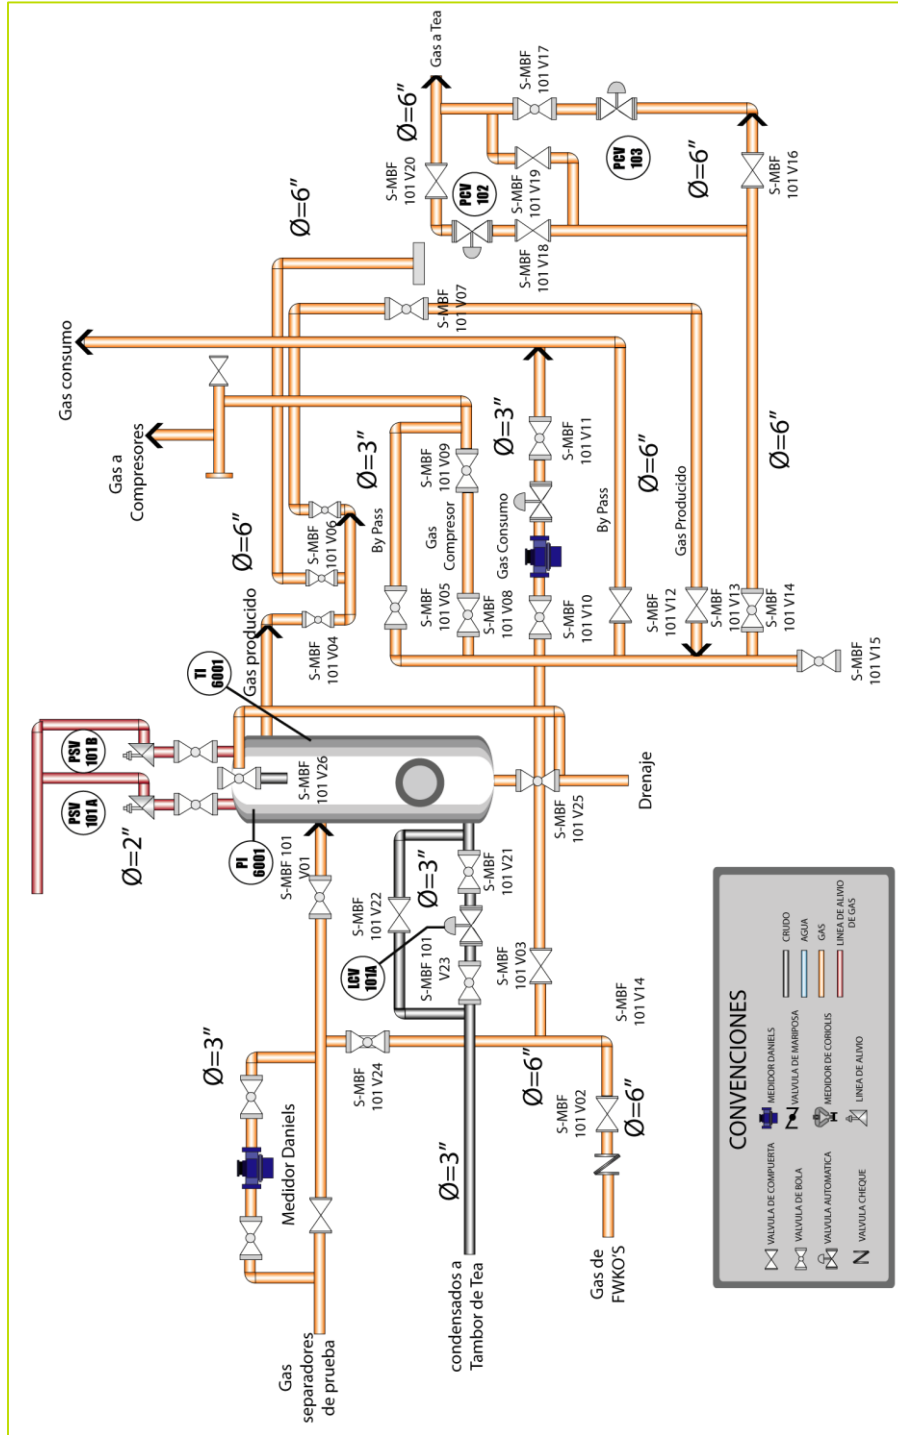 Gas a Tea
Ø=6"
S-MBF
101 V17
S-MBF
101 V20
PCV
102
S-MBF
101 V19
PCV
103
Ø=6"
S-MBF
101 V16
S-MBF
101 V18
Ø=6"
S-MBF
101 V07
Gas consumo
Gas a
Compresores
Ø=3"
S-MBF
101 V09
Ø=3"
S-MBF
101 V11
Ø=6"
Ø=6"
Ø=6"
S-MBF
101 V06
By Pass
Gas
Compresor
Gas Consumo
By Pass
Gas Producido
Gas producido
S-MBF
101 V04
S-MBF
101 V05
S-MBF
101 V08
S-MBF
101 V10
S-MBF
101 V12
S-MBF
101 V13
S-MBF
101 V14
S-MBF
101 V15
TI
6001
PSV
101 B
PSV
101 A
Ø=2"
S-MBF
101 V26
PI
6001
S-MBF 101
V01
Drenaje
S-MBF
101 V25
S-MBF
101 V22
Ø=3"
S-MBF
101 V21
LCV
101A
S-MBF 101
V23
S-MBF
101 V03
S-MBF
101 V14
Ø=3"
S-MBF
101 V24
Ø=6"
S-MBF
101 V02
Ø=6"
Medidor Daniels
Ø=3"
Gas
separadores
de prueba
condensados a
Tambor de Tea
Gas de
FWKO'S
CONVENCIONES
VALVULA DE COMPUERTA
MEDIDOR DANIELS
CRUDO
VALVULA DE BOLA
VALVULA DE MARIPOSA
AGUA
VALVULA AUTOMATICA
MEDIDOR DE CORIOLIS
GAS
VALVULA CHEQUE
LINEA DE ALIVIO
LINEA DE ALIVIO
DE GAS